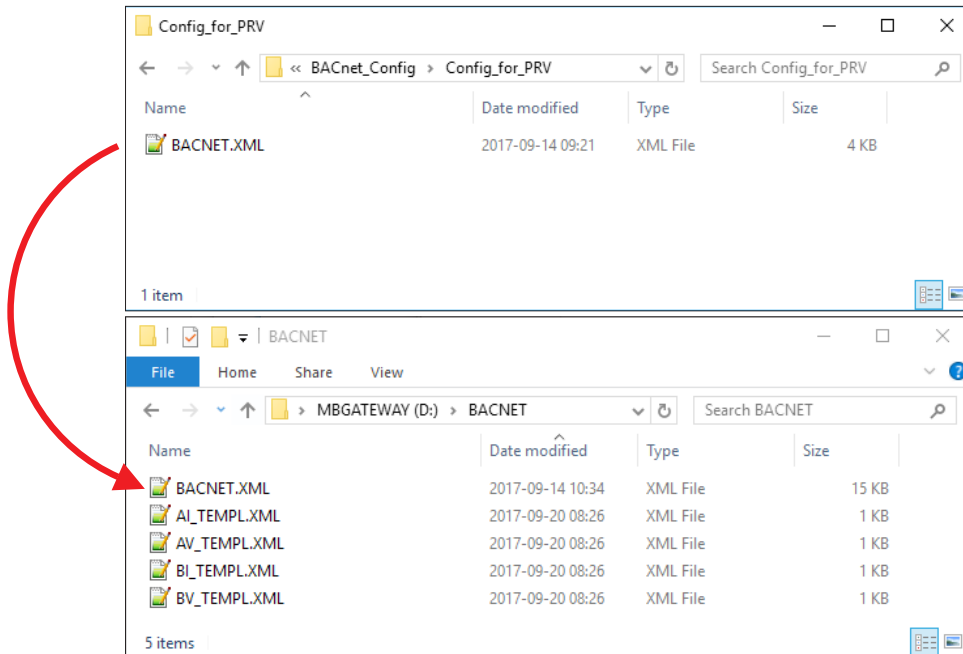 Config_for_PRV
« BACnet_Config › Config_for_PRV Search Config_for_PRV
Name Date modified Type Size
BACNET.XML 2017-09-14 09:21 XML File 4 KB
1 item
BACNET
File Home Share View ?
› MBGATEWAY (D:) › BACNET Search BACNET
Name Date modified Type Size
BACNET.XML 2017-09-14 10:34 XML File 15 KB
AI_TEMPL.XML 2017-09-20 08:26 XML File 1 KB
AV_TEMPL.XML 2017-09-20 08:26 XML File 1 KB
BI_TEMPL.XML 2017-09-20 08:26 XML File 1 KB
BV_TEMPL.XML 2017-09-20 08:26 XML File 1 KB
5 items